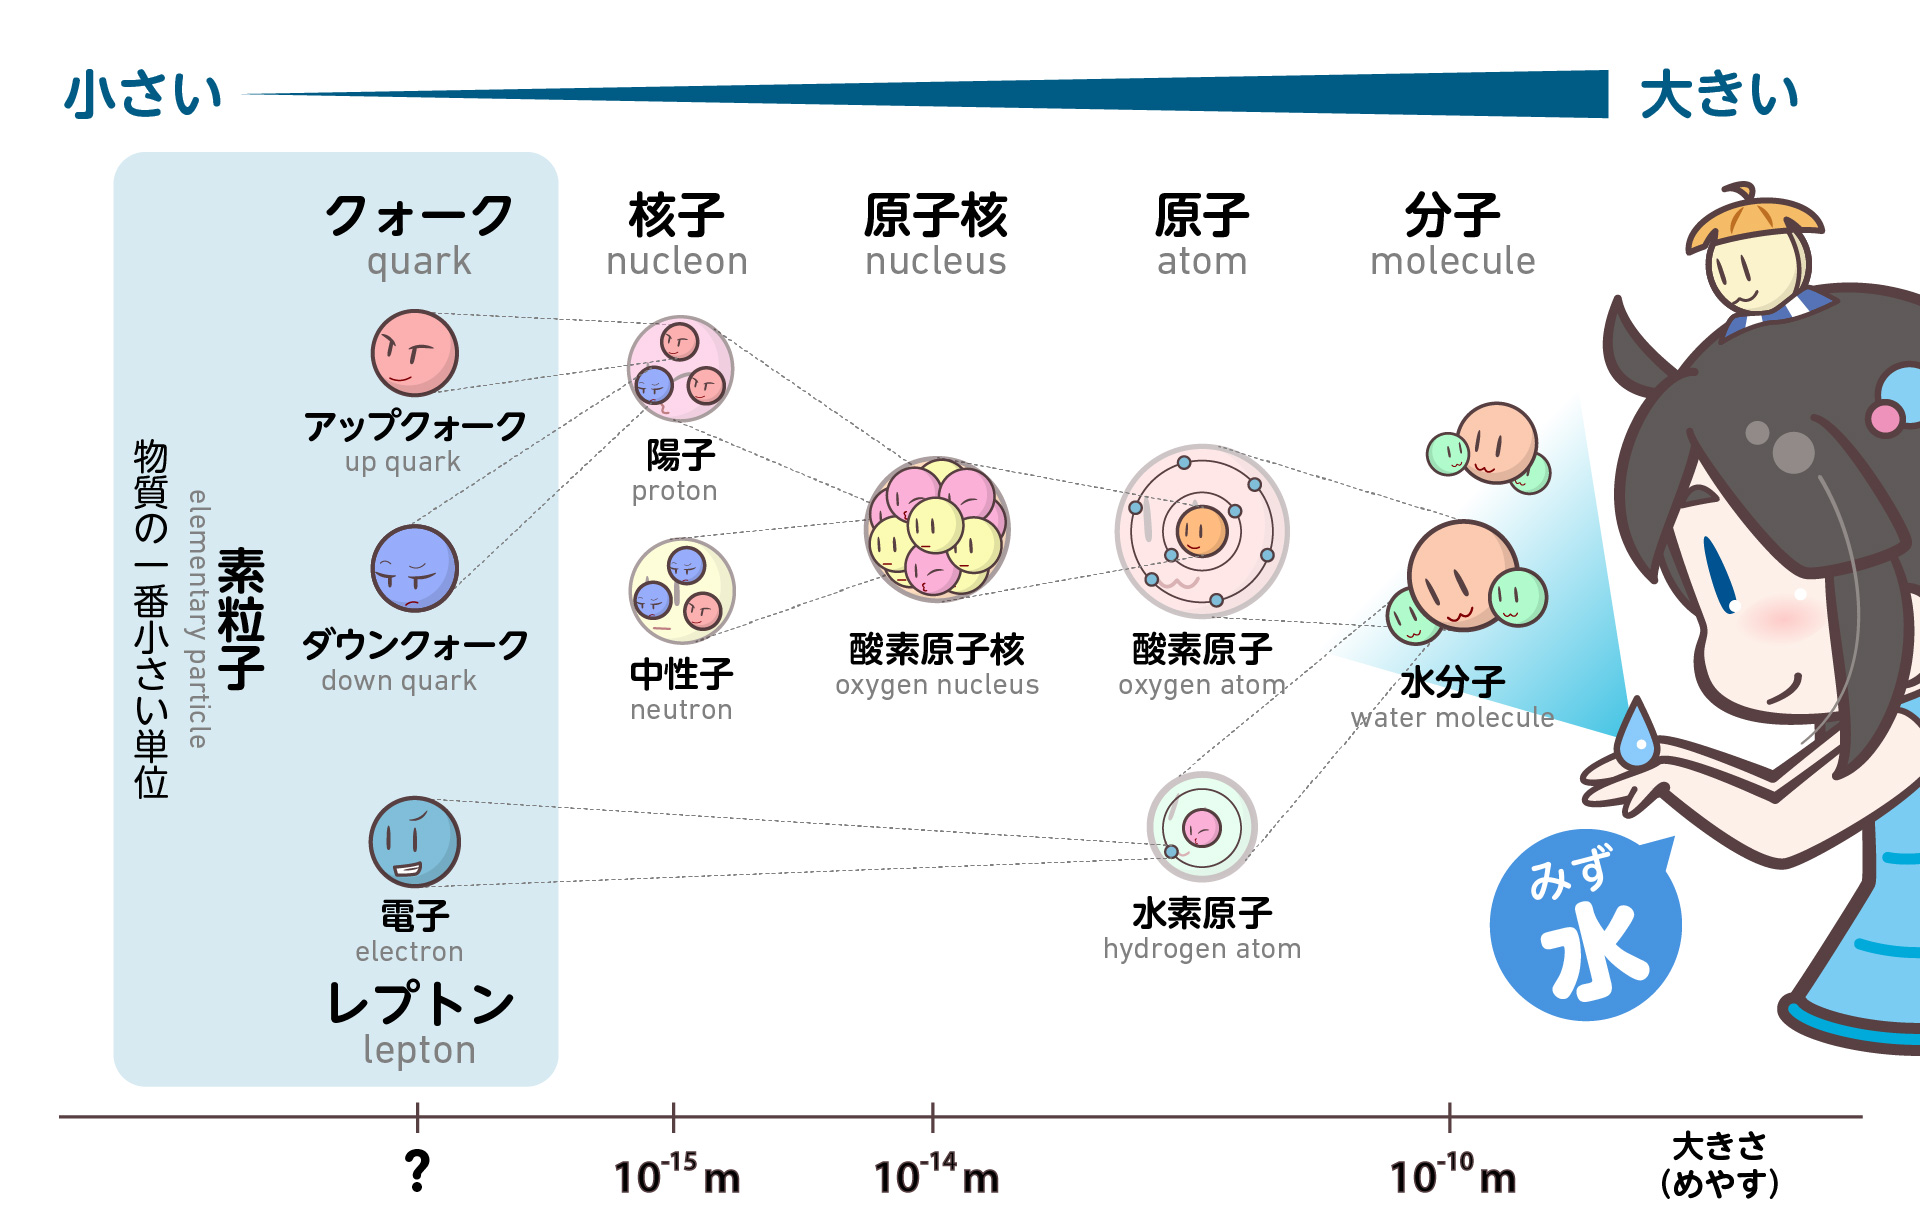 小さい
大きい
物質の一番小さい単位
elementary particle
素粒子
クォーク
quark
アップクォーク
up quark
ダウンクォーク
down quark
電子
electron
レプトン
lepton
核子
nucleon
陽子
proton
中性子
neutron
原子核
nucleus
酸素原子核
oxygen nucleus
原子
atom
酸素原子
oxygen atom
水素原子
hydrogen atom
分子
molecule
水分子
water molecule
みず
水
?
10⁻¹⁵ m
10⁻¹⁴ m
10⁻¹⁰ m
大きさ
(めやす)